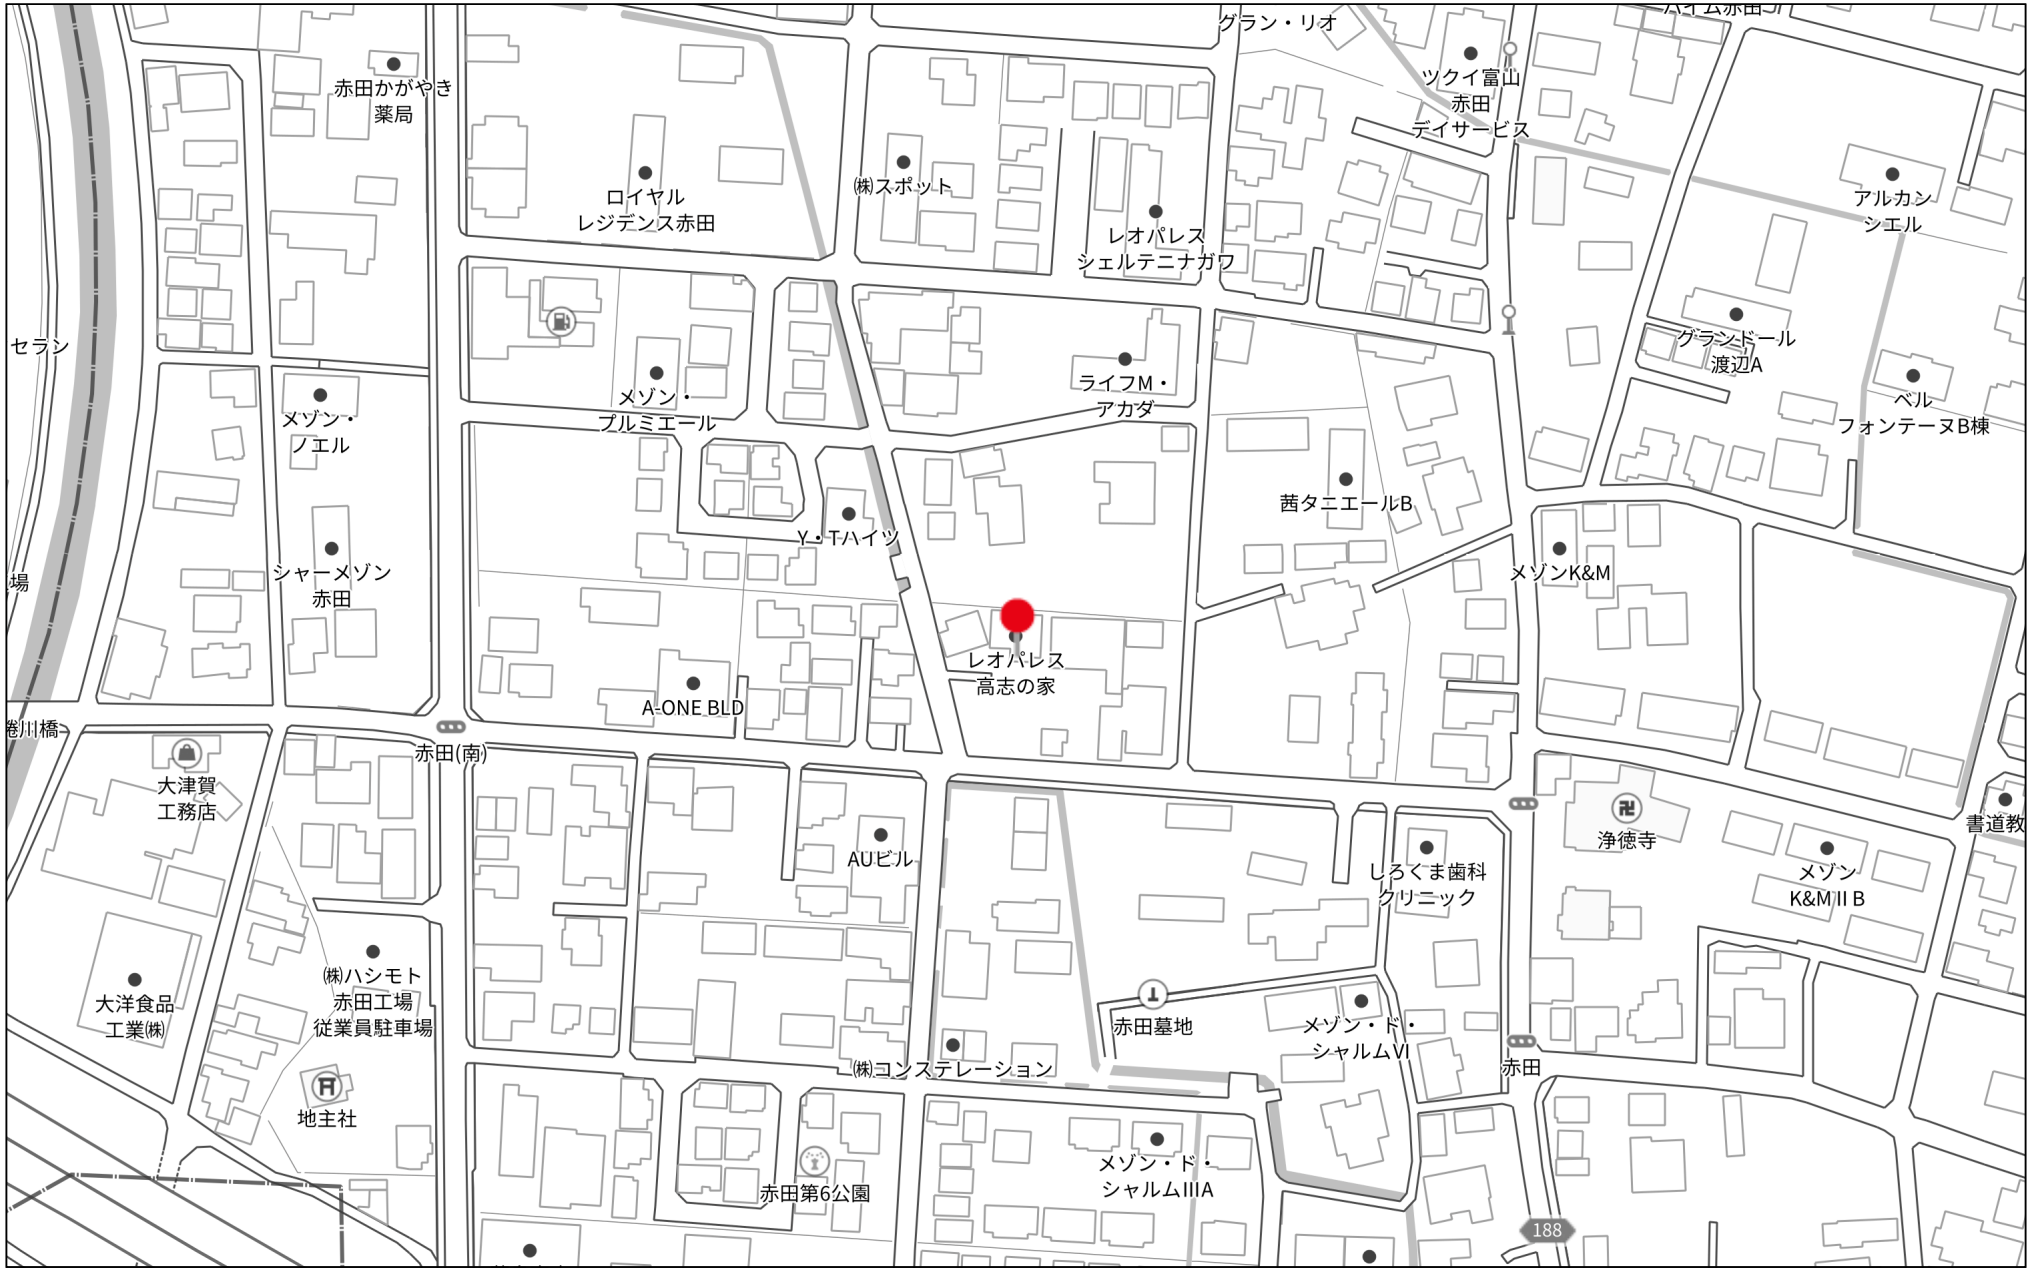 グラン・リオ
ハイム赤田
赤田かがやき
薬局
ツクイ富山
赤田
デイサービス
ロイヤル
レジデンス赤田
㈱スポット
レオパレス
シェルテニナガワ
アルカン
シエル
セラン
メゾン・
プルミエール
ライフM・
アカダ
グランドール
渡辺A
メゾン・
ノエル
ベル
フォンテーヌB棟
茜タニエールB
Y・Tハイツ
シャーメゾン
赤田
メゾンK&M
場
レオパレス
高志の家
A-ONE BLD
捲川橋
赤田(南)
大津賀
工務店
AUビル
しろくま歯科
クリニック
浄徳寺
書道教
メゾン
K&MⅡB
㈱ハシモト
赤田工場
従業員駐車場
大洋食品
工業㈱
赤田墓地
メゾン・ド・
シャルムⅥ
㈱コンステレーション
赤田
地主社
メゾン・ド・
シャルムⅢA
赤田第6公園
188